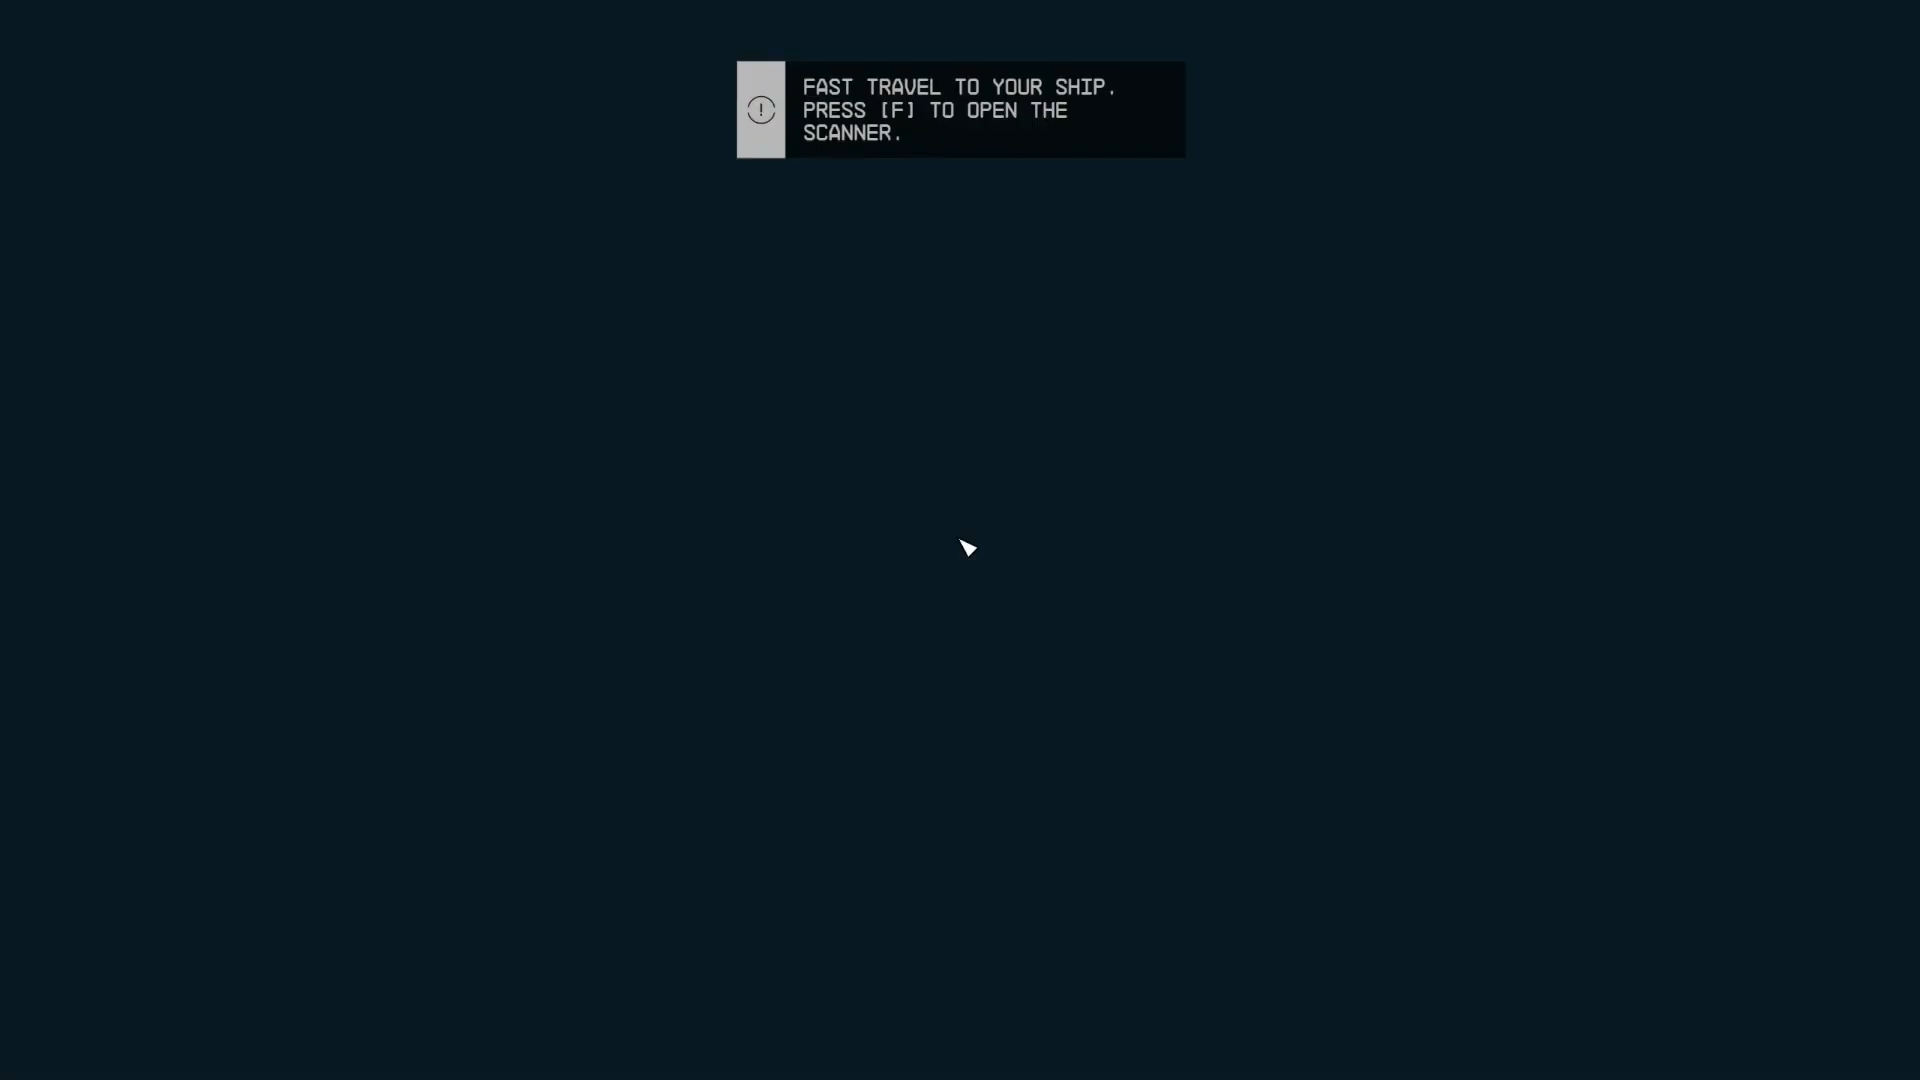 FAST TRAVEL TO YOUR SHIP.
PRESS [F] TO OPEN THE
SCANNER.